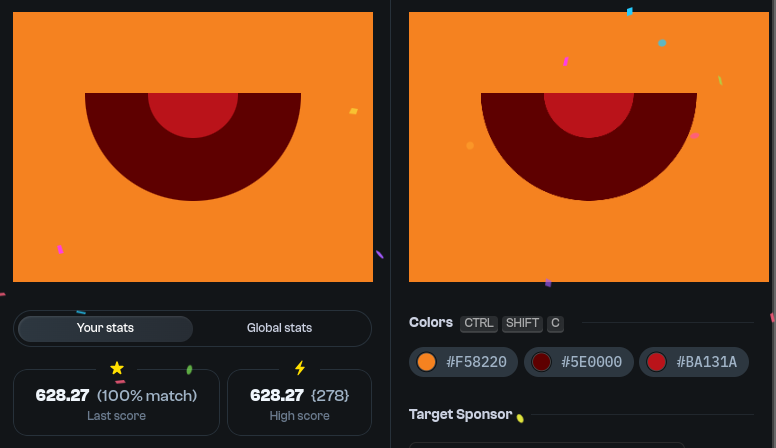 Your stats
Global stats
628.27 (100% match)
Last score
628.27 {278}
High score
Colors CTRL SHIFT C
#F58220 #5E0000 #BA131A
Target Sponsor